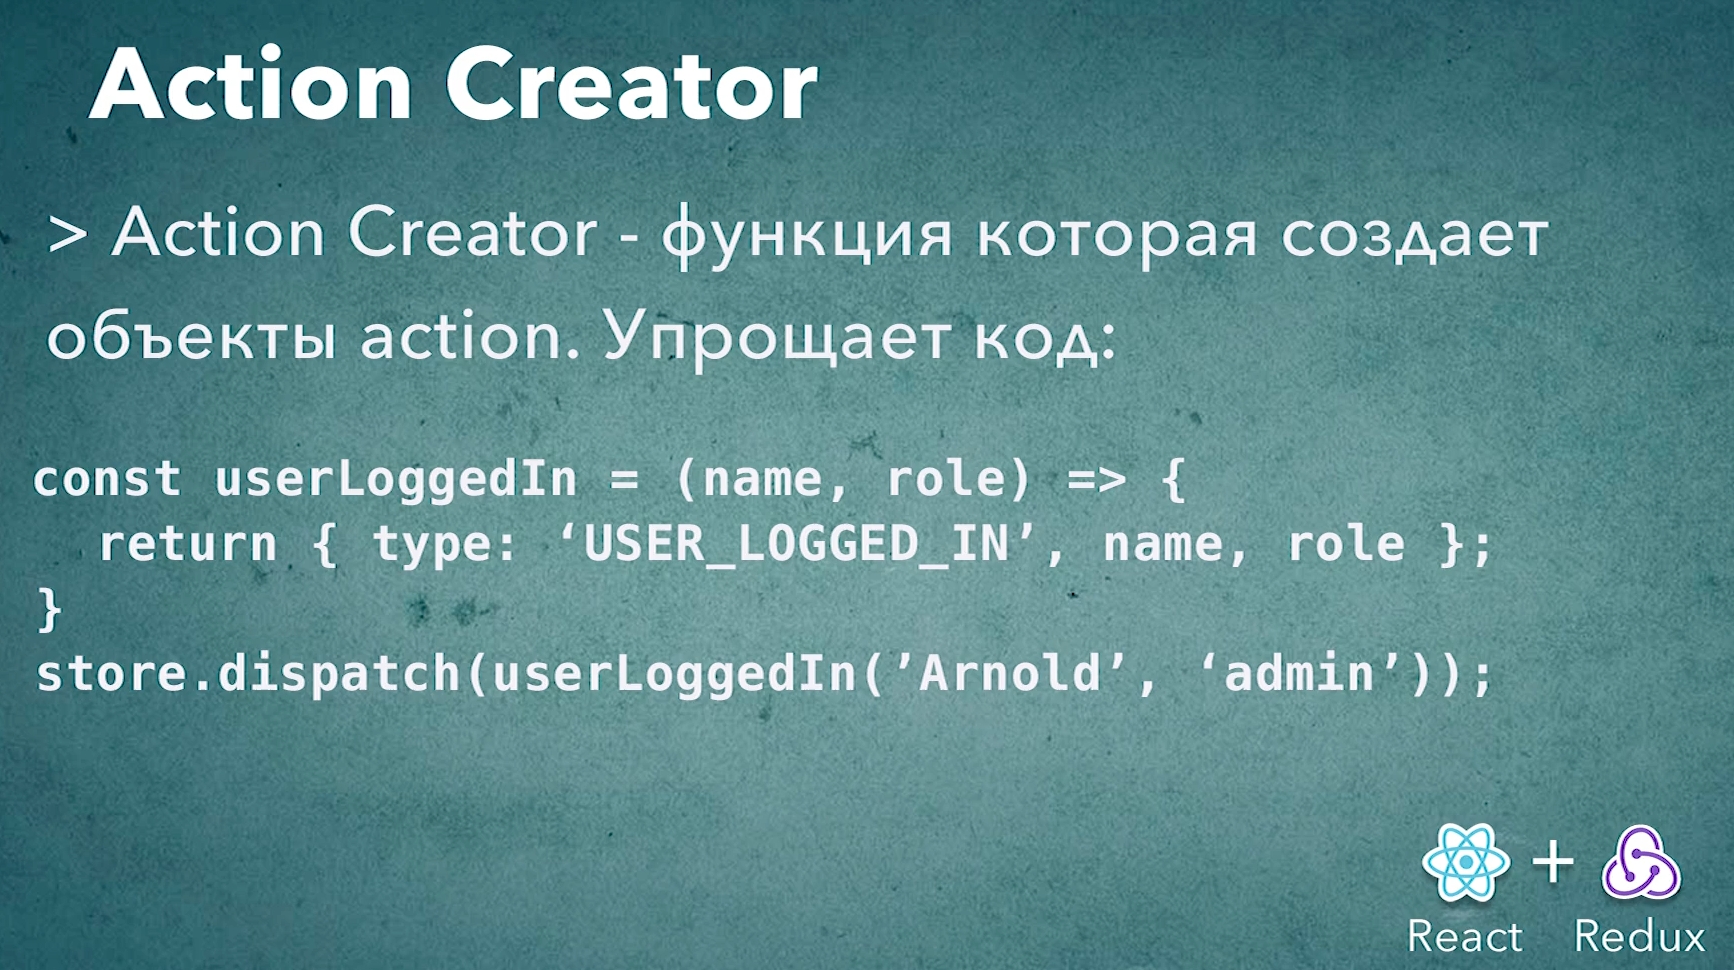 Action Creator
> Action Creator - функция которая создает
объекты action. Упрощает код:
const userLoggedIn = (name, role) => {
  return { type: ‘USER_LOGGED_IN’, name, role };
}
store.dispatch(userLoggedIn(’Arnold’, ‘admin’));
+
React Redux